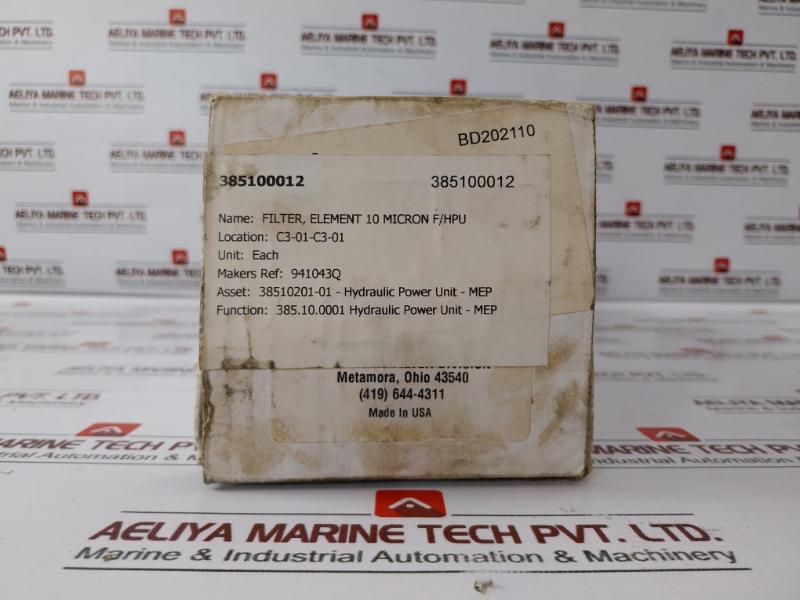 BD202110
385100012 385100012
Name: FILTER, ELEMENT 10 MICRON F/HPU
Location: C3-01-C3-01
Unit: Each
Makers Ref: 941043Q
Asset: 38510201-01 - Hydraulic Power Unit - MEP
Function: 385.10.0001 Hydraulic Power Unit - MEP
Metamora, Ohio 43540
(419) 644-4311
Made In USA
AELIYA MARINE TECH PVT. LTD.
Marine & Industrial Automation & Machinery